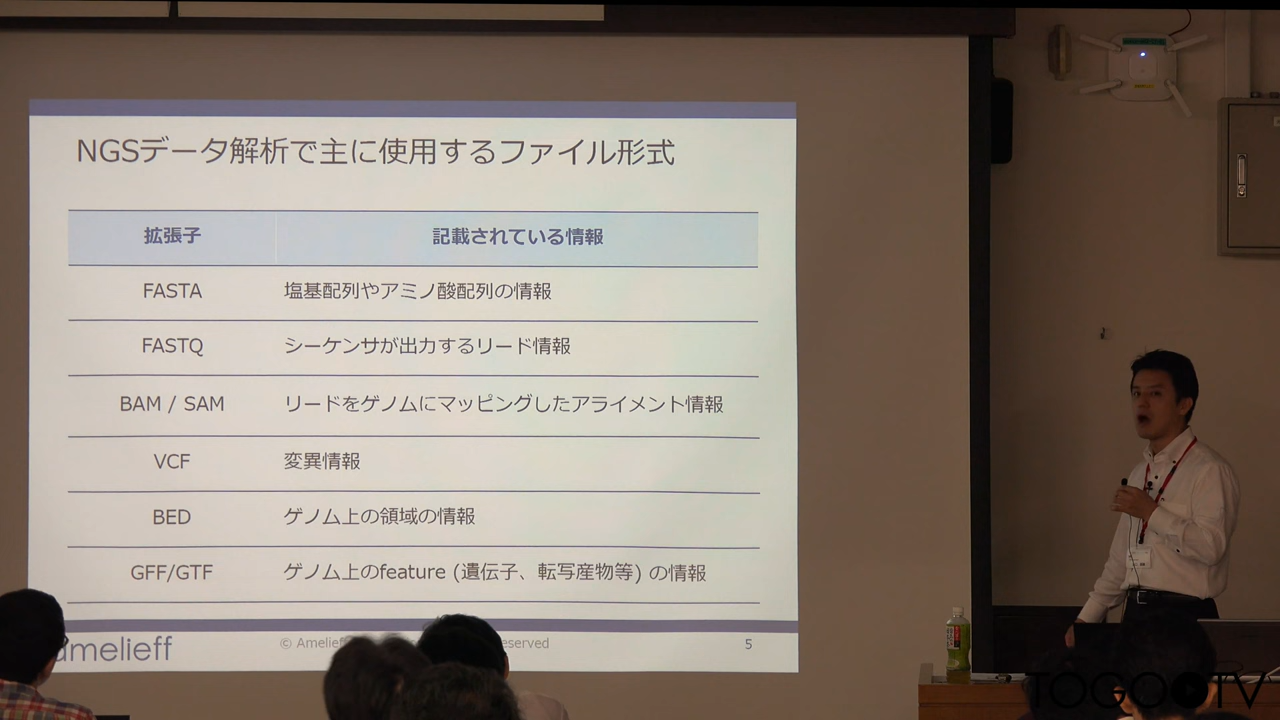 NGSデータ解析で主に使用するファイル形式
拡張子 記載されている情報
FASTA 塩基配列やアミノ酸配列の情報
FASTQ シーケンサが出力するリード情報
BAM / SAM リードをゲノムにマッピングしたアライメント情報
VCF 変異情報
BED ゲノム上の領域の情報
GFF/GTF ゲノム上のfeature (遺伝子、転写産物等) の情報
amelieff © Amelieff 5
TOGOTV